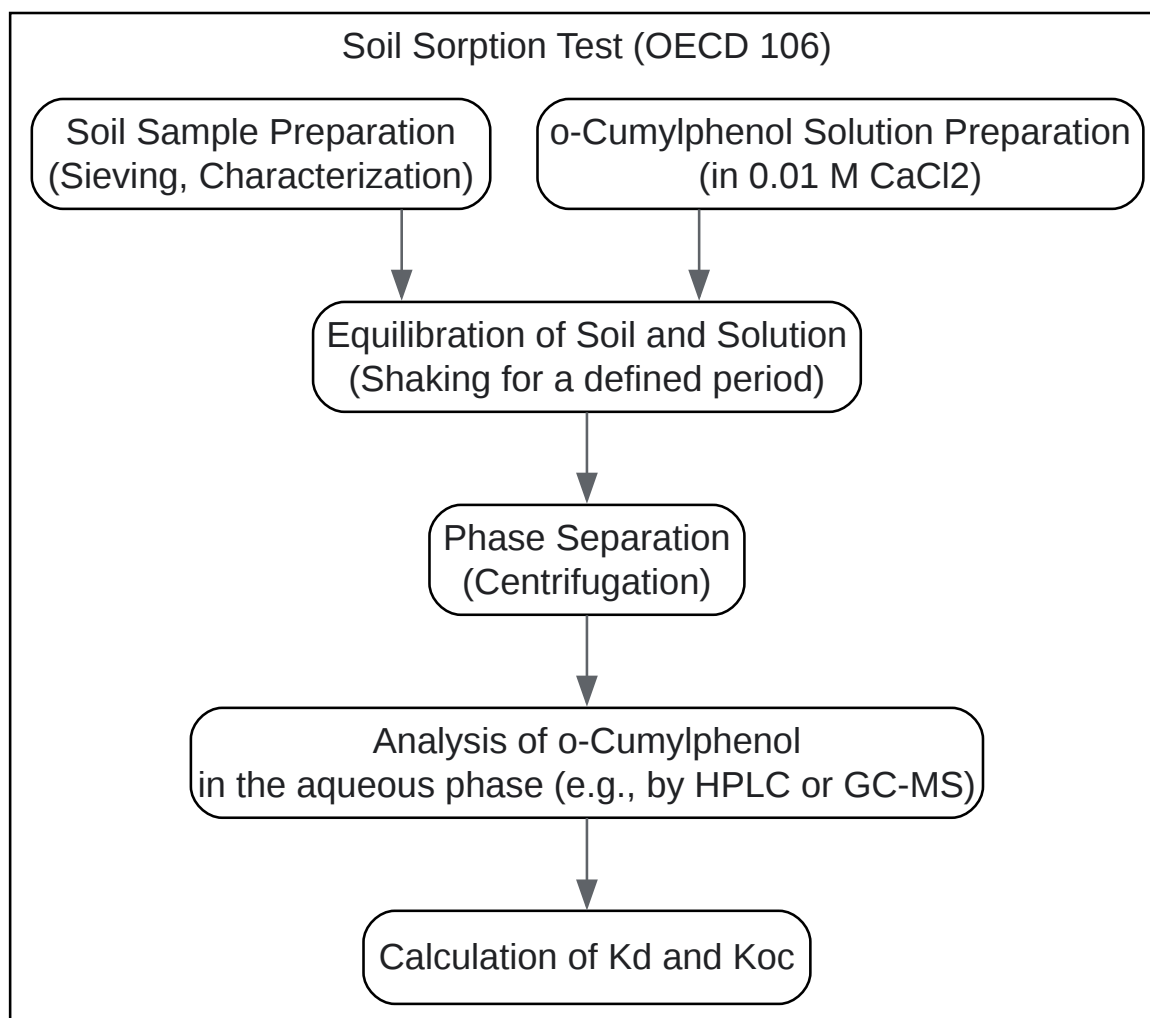 Soil Sorption Test (OECD 106)
Soil Sample Preparation
(Sieving, Characterization)
o-Cumylphenol Solution Preparation
(in 0.01 M CaCl2)
Equilibration of Soil and Solution
(Shaking for a defined period)
Phase Separation
(Centrifugation)
Analysis of o-Cumylphenol
in the aqueous phase (e.g., by HPLC or GC-MS)
Calculation of Kd and Koc